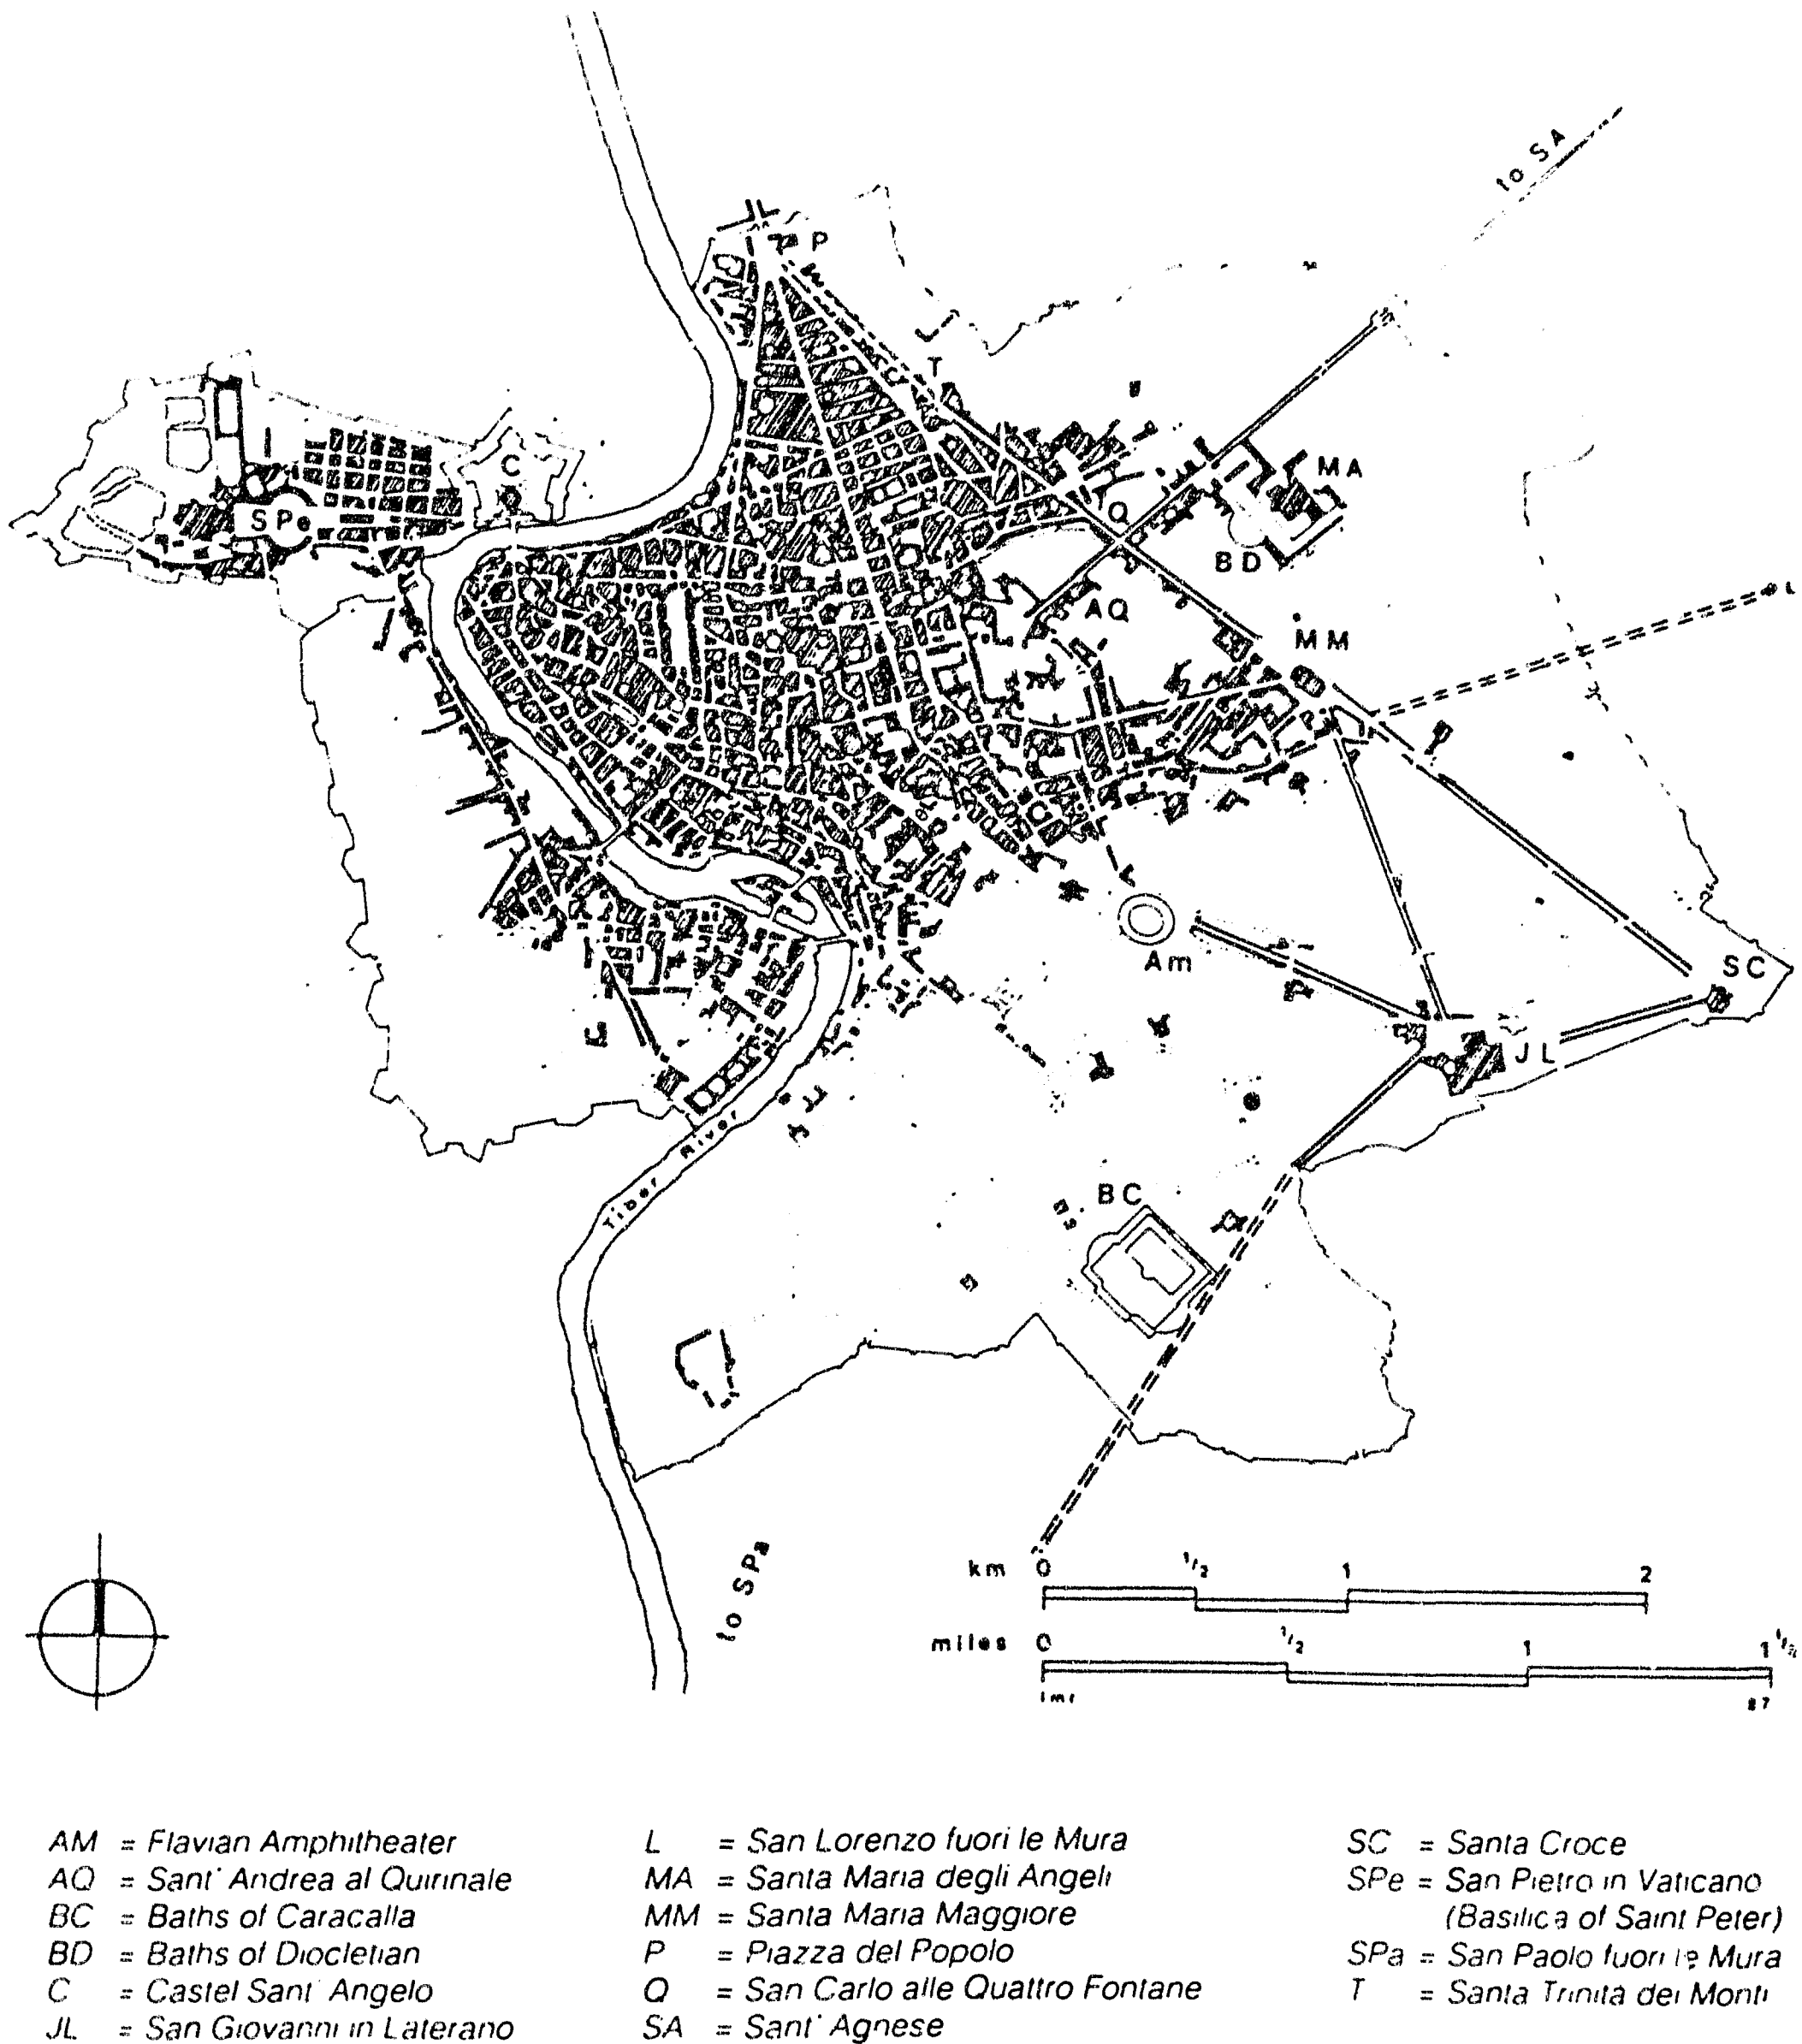 to SA
P
T
C
MA
SPe
Q
BD
AQ
MM
L
Am
SC
JL
BC
Tiber River
to SPa
km 0 1/2 1 2
miles 0 1/2 1 1 1/2
lmr 87
AM = Flavian Amphitheater
AQ = Sant' Andrea al Quirinale
BC = Baths of Caracalla
BD = Baths of Diocletian
C = Castel Sant' Angelo
JL = San Giovanni in Laterano
L = San Lorenzo fuori le Mura
MA = Santa Maria degli Angeli
MM = Santa Maria Maggiore
P = Piazza del Popolo
Q = San Carlo alle Quattro Fontane
SA = Sant' Agnese
SC = Santa Croce
SPe = San Pietro in Vaticano
(Basilica of Saint Peter)
SPa = San Paolo fuori le Mura
T = Santa Trinità dei Monti